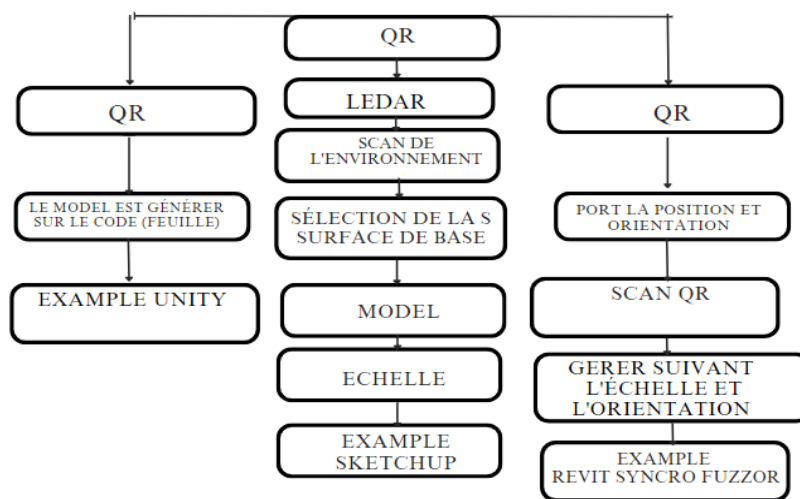 QR
LE MODEL EST GÉNÉRER
SUR LE CODE (FEUILLE)
EXAMPLE UNITY
QR
LEDAR
SCAN DE
L'ENVIRONNEMENT
SÉLECTION DE LA S
SURFACE DE BASE
MODEL
ECHELLE
EXAMPLE
SKETCHUP
QR
PORT LA POSITION ET
ORIENTATION
SCAN QR
GERER SUIVANT
L'ÉCHELLE ET
L'ORIENTATION
EXAMPLE
REVIT SYNCRO FUZZOR